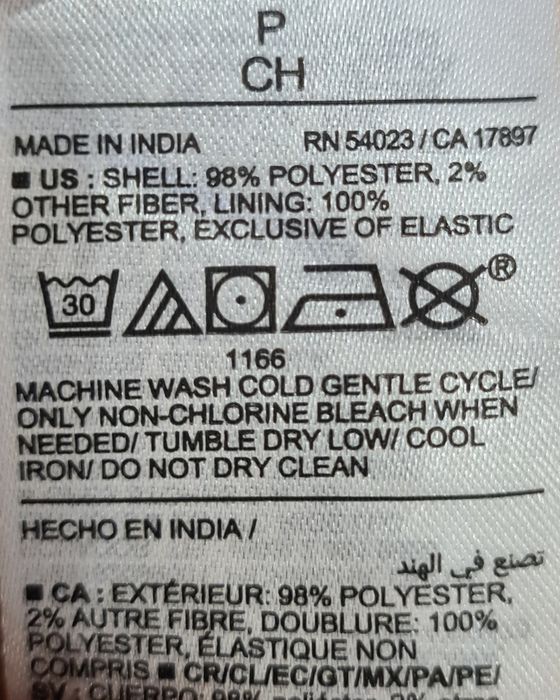 P
CH
MADE IN INDIA RN 54023 / CA 17897
■ US : SHELL: 98% POLYESTER, 2%
OTHER FIBER, LINING: 100%
POLYESTER, EXCLUSIVE OF ELASTIC
30 ®
1166
MACHINE WASH COLD GENTLE CYCLE/
ONLY NON-CHLORINE BLEACH WHEN
NEEDED/ TUMBLE DRY LOW/ COOL
IRON/ DO NOT DRY CLEAN
HECHO EN INDIA /
تصنع في الهند
■ CA : EXTÉRIEUR: 98% POLYESTER,
2% AUTRE FIBRE, DOUBLURE: 100%
POLYESTER, ÉLASTIQUE NON
COMPRIS ■ CR/CL/EC/GT/MX/PA/PE/
SV : CUERPO: 98%